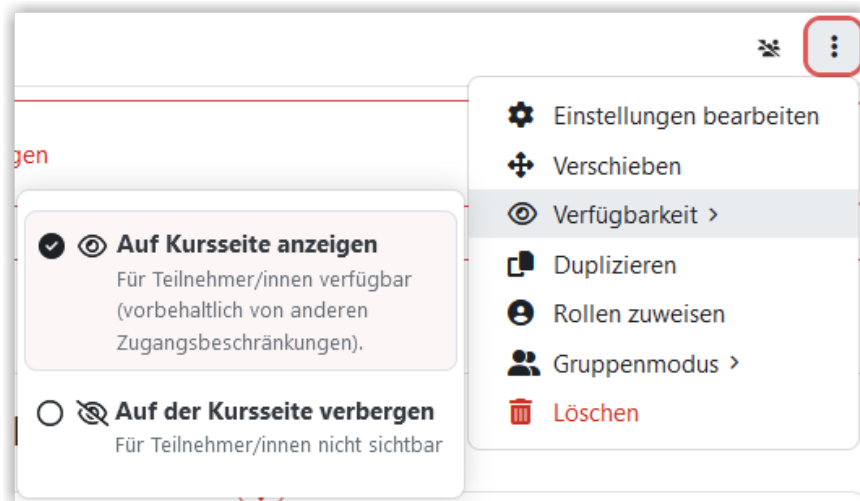 gen
Einstellungen bearbeiten
Verschieben
Verfügbarkeit >
Duplizieren
Rollen zuweisen
Gruppenmodus >
Löschen
Auf Kursseite anzeigen
Für Teilnehmer/innen verfügbar
(vorbehaltlich von anderen
Zugangsbeschränkungen).
Auf der Kursseite verbergen
Für Teilnehmer/innen nicht sichtbar